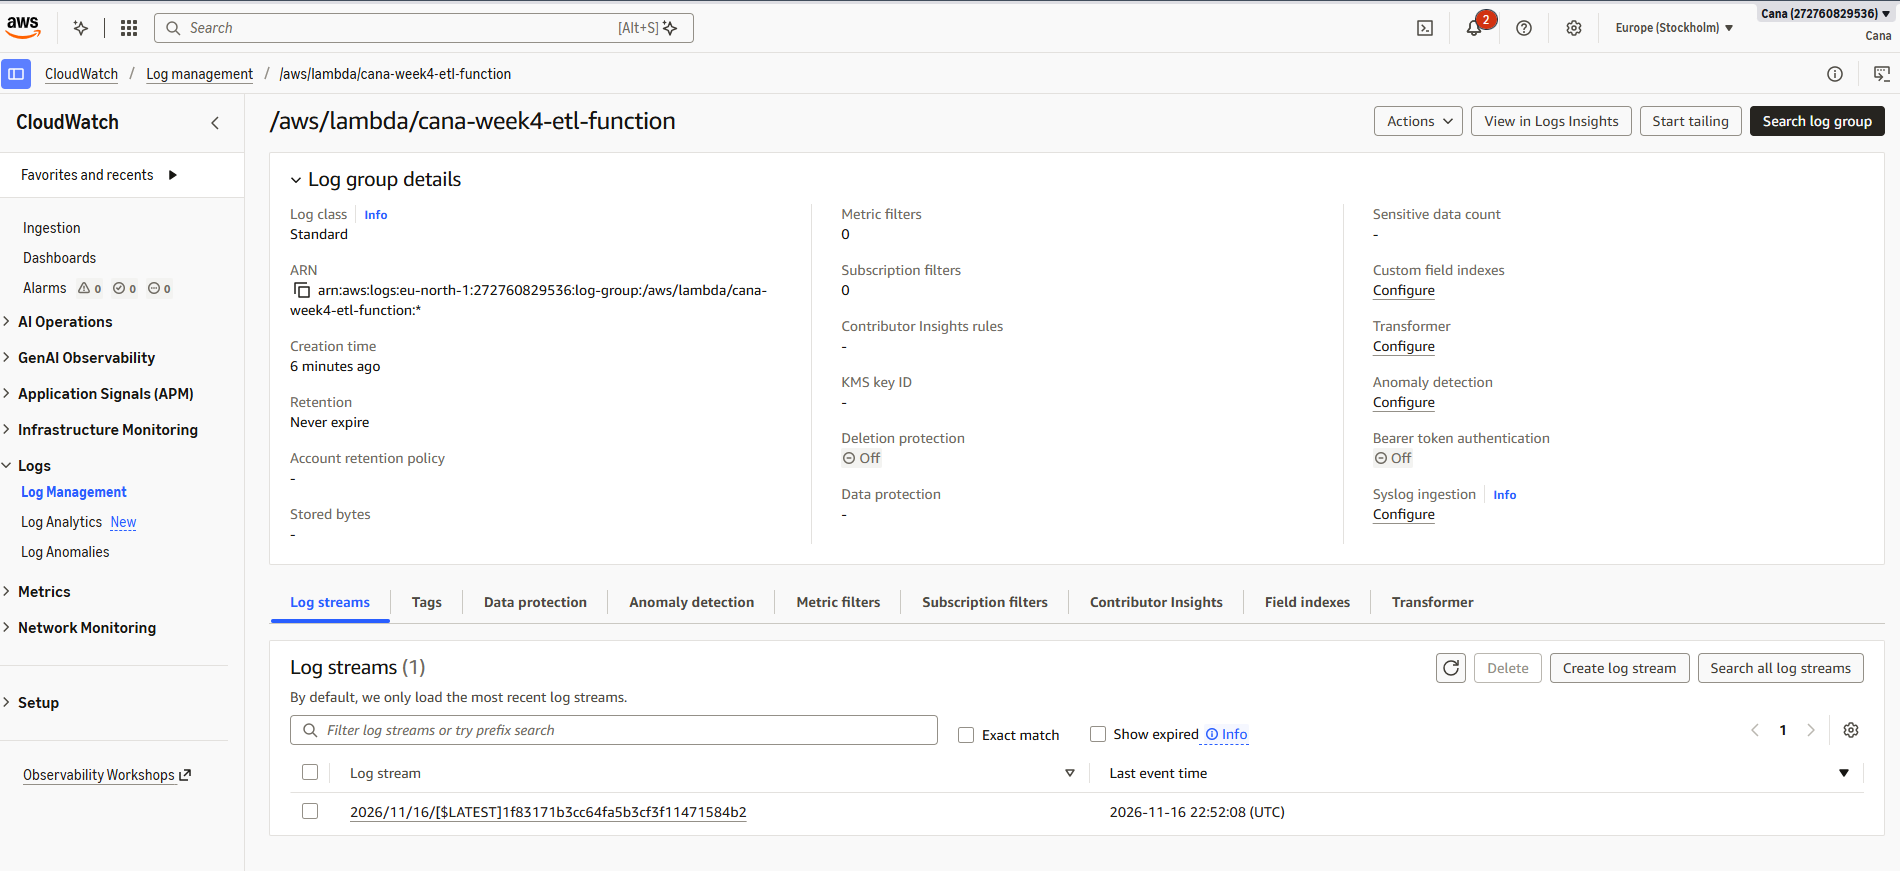 aws
Search
[Alt+S]
2
Europe (Stockholm)
Cana (272760829536)
Cana
CloudWatch / Log management / /aws/lambda/cana-week4-etl-function
CloudWatch
Favorites and recents
Ingestion
Dashboards
Alarms 0 0 0
AI Operations
GenAI Observability
Application Signals (APM)
Infrastructure Monitoring
Logs
Log Management
Log Analytics New
Log Anomalies
Metrics
Network Monitoring
Setup
Observability Workshops
/aws/lambda/cana-week4-etl-function
Actions
View in Logs Insights
Start tailing
Search log group
Log group details
Log class Info
Standard
ARN
arn:aws:logs:eu-north-1:272760829536:log-group:/aws/lambda/cana-
week4-etl-function:*
Creation time
6 minutes ago
Retention
Never expire
Account retention policy
-
Stored bytes
-
Metric filters
0
Subscription filters
0
Contributor Insights rules
-
KMS key ID
-
Deletion protection
Off
Data protection
-
Sensitive data count
-
Custom field indexes
Configure
Transformer
Configure
Anomaly detection
Configure
Bearer token authentication
Off
Syslog ingestion Info
Configure
Log streams
Tags
Data protection
Anomaly detection
Metric filters
Subscription filters
Contributor Insights
Field indexes
Transformer
Log streams (1)
Delete
Create log stream
Search all log streams
By default, we only load the most recent log streams.
Filter log streams or try prefix search
Exact match
Show expired Info
1
Log stream
Last event time
2026/11/16/[$LATEST]1f83171b3cc64fa5b3cf3f11471584b2
2026-11-16 22:52:08 (UTC)